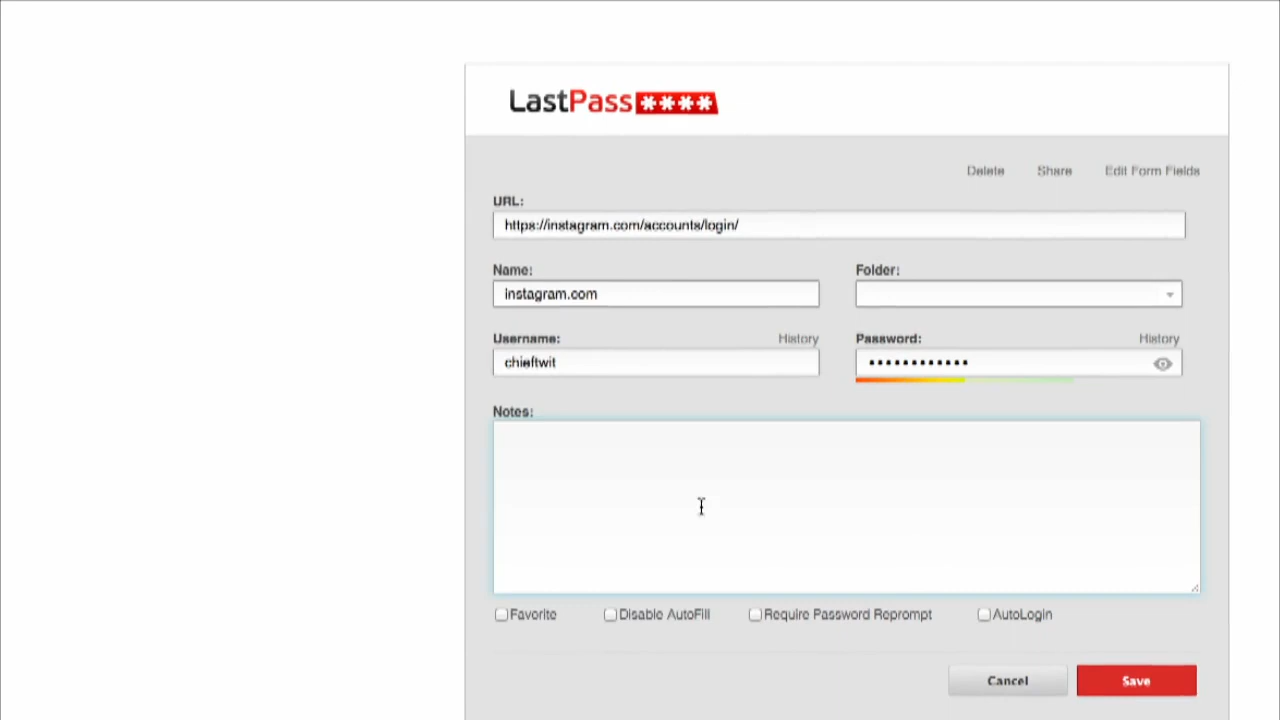 LastPass ****
Delete Share Edit Form Fields
URL:
https://instagram.com/accounts/login/
Name: Folder:
instagram.com
Username: History Password: History
chieftwit ••••••••••••
Notes:
Favorite Disable AutoFill Require Password Reprompt AutoLogin
Cancel Save